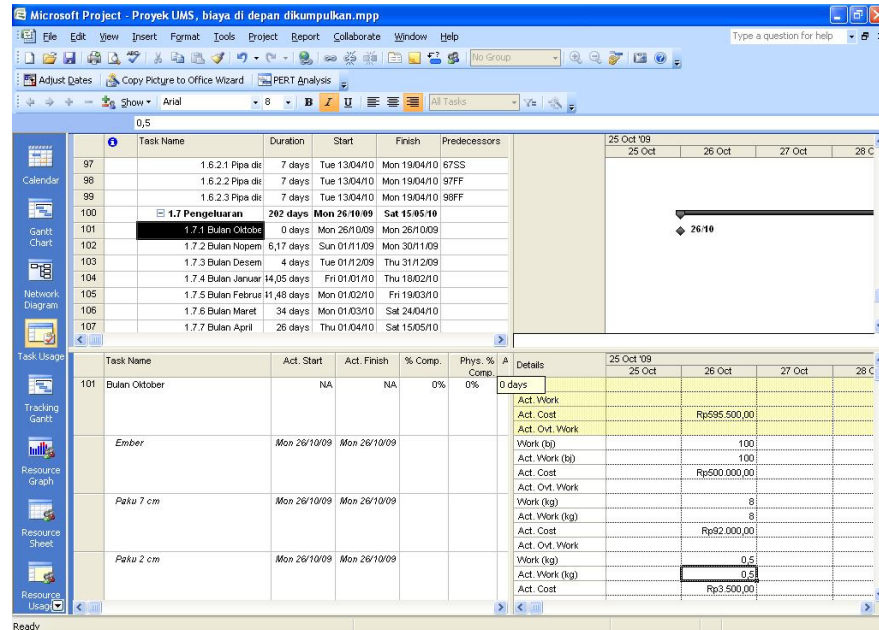 Microsoft Project - Proyek UMS, biaya di depan dikumpulkan.mpp
File Edit View Insert Format Tools Project Report Collaborate Window Help Type a question for help
No Group
Adjust Dates Copy Picture to Office Wizard PERT Analysis
Show Arial 8 B I U All Tasks
0,5
Task Name Duration Start Finish Predecessors 25 Oct '09
25 Oct 26 Oct 27 Oct 28 O
97 1.6.2.1 Pipa die 7 days Tue 13/04/10 Mon 19/04/10 67SS
98 1.6.2.2 Pipa die 7 days Tue 13/04/10 Mon 19/04/10 97FF
99 1.6.2.3 Pipa die 7 days Tue 13/04/10 Mon 19/04/10 98FF
100 1.7 Pengeluaran 202 days Mon 26/10/09 Sat 15/05/10
101 1.7.1 Bulan Oktobe 0 days Mon 26/10/09 Mon 26/10/09 26/10
102 1.7.2 Bulan Nopem 6,17 days Sun 01/11/09 Mon 30/11/09
103 1.7.3 Bulan Desem 4 days Tue 01/12/09 Thu 31/12/09
104 1.7.4 Bulan Januar 4,05 days Fri 01/01/10 Thu 18/02/10
105 1.7.5 Bulan Februa 1,48 days Mon 01/02/10 Fri 19/03/10
106 1.7.6 Bulan Maret 34 days Mon 01/03/10 Sat 24/04/10
107 1.7.7 Bulan April 26 days Thu 01/04/10 Sat 15/05/10
Calendar
Gantt Chart
Network Diagram
Task Usage
Tracking Gantt
Resource Graph
Resource Sheet
Resource Usag
Task Name Act. Start Act. Finish % Comp. Phys. % Comp. A Details 25 Oct '09
25 Oct 26 Oct 27 Oct 28 O
101 Bulan Oktober NA NA 0% 0% 0 days
Act. Work
Act. Cost Rp595.500,00
Act. Ovt. Work
Ember Mon 26/10/09 Mon 26/10/09 Work (bj) 100
Act. Work (bj) 100
Act. Cost Rp500.000,00
Act. Ovt. Work
Paku 7 cm Mon 26/10/09 Mon 26/10/09 Work (kg) 8
Act. Work (kg) 8
Act. Cost Rp92.000,00
Act. Ovt. Work
Paku 2 cm Mon 26/10/09 Mon 26/10/09 Work (kg) 0,5
Act. Work (kg) 0,5
Act. Cost Rp3.500,00
Ready